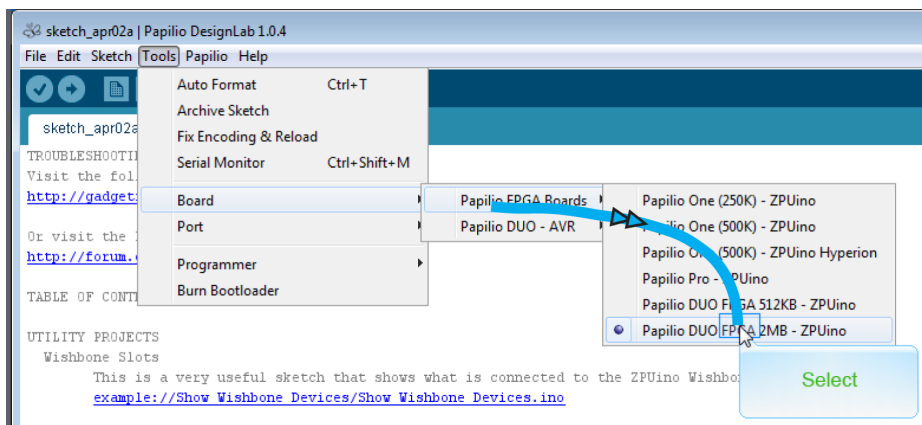 sketch_apr02a | Papilio DesignLab 1.0.4
File Edit Sketch Tools Papilio Help
Auto Format Ctrl+T
Archive Sketch
sketch_apr02a
Fix Encoding & Reload
TROUBLESHOOTI
Serial Monitor Ctrl+Shift+M
Visit the fol
http://gadget
Board
Papilio FPGA Boards
Papilio One (250K) - ZPUino
Port
Papilio DUO - AVR
Papilio One (500K) - ZPUino
Or visit the
Papilio One (500K) - ZPUino Hyperion
http://forum.
Programmer
Papilio Pro - ZPUino
Burn Bootloader
TABLE OF CONT
Papilio DUO FPGA 512KB - ZPUino
Papilio DUO FPGA 2MB - ZPUino
UTILITY PROJECTS
Wishbone Slots
This is a very useful sketch that shows what is connected to the ZPUino Wishbo
Select
example://Show Wishbone Devices/Show Wishbone Devices.ino